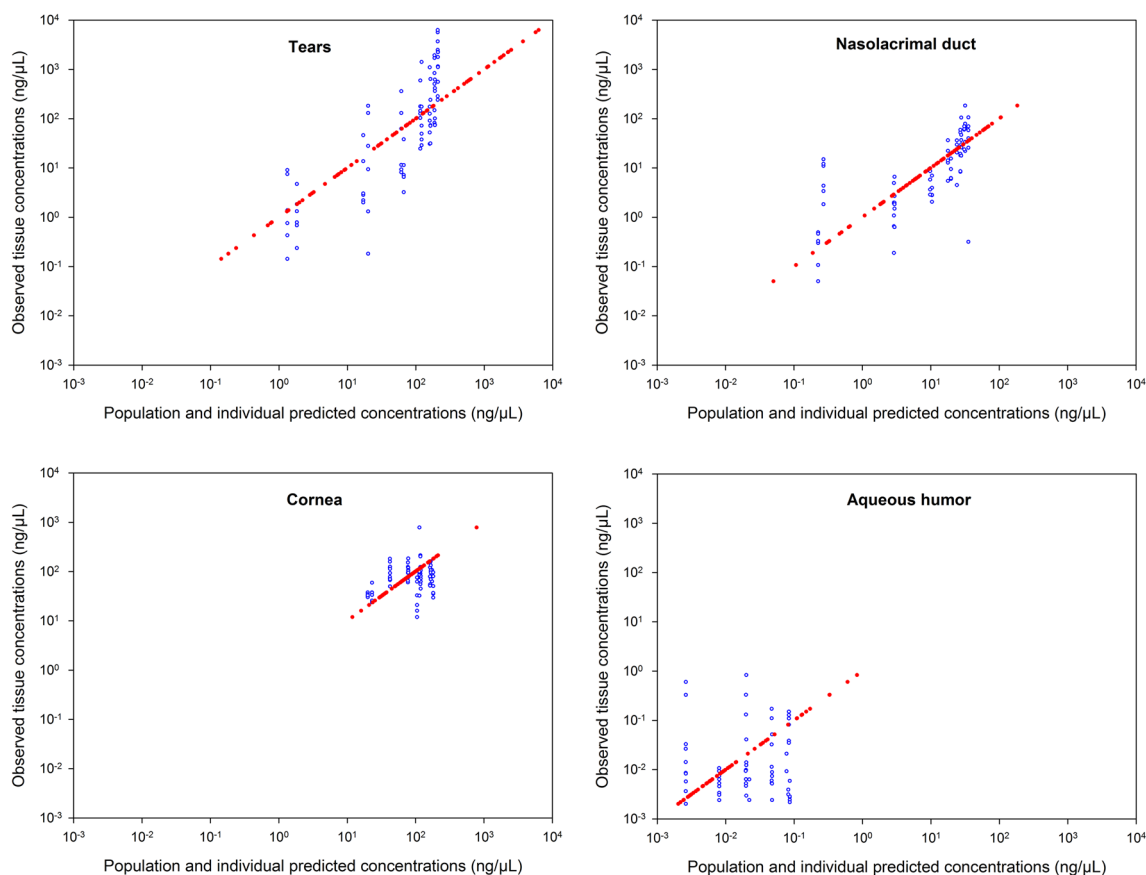 Tears
Observed tissue concentrations (ng/µL)
10⁴
10³
10²
10¹
10⁰
10⁻¹
10⁻²
10⁻³
10⁻³ 10⁻² 10⁻¹ 10⁰ 10¹ 10² 10³ 10⁴
Population and individual predicted concentrations (ng/µL)
Nasolacrimal duct
Observed tissue concentrations (ng/µL)
10⁴
10³
10²
10¹
10⁰
10⁻¹
10⁻²
10⁻³
10⁻³ 10⁻² 10⁻¹ 10⁰ 10¹ 10² 10³ 10⁴
Population and individual predicted concentrations (ng/µL)
Cornea
Observed tissue concentrations (ng/µL)
10⁴
10³
10²
10¹
10⁰
10⁻¹
10⁻²
10⁻³
10⁻³ 10⁻² 10⁻¹ 10⁰ 10¹ 10² 10³ 10⁴
Population and individual predicted concentrations (ng/µL)
Aqueous humor
Observed tissue concentrations (ng/µL)
10⁴
10³
10²
10¹
10⁰
10⁻¹
10⁻²
10⁻³
10⁻³ 10⁻² 10⁻¹ 10⁰ 10¹ 10² 10³ 10⁴
Population and individual predicted concentrations (ng/µL)